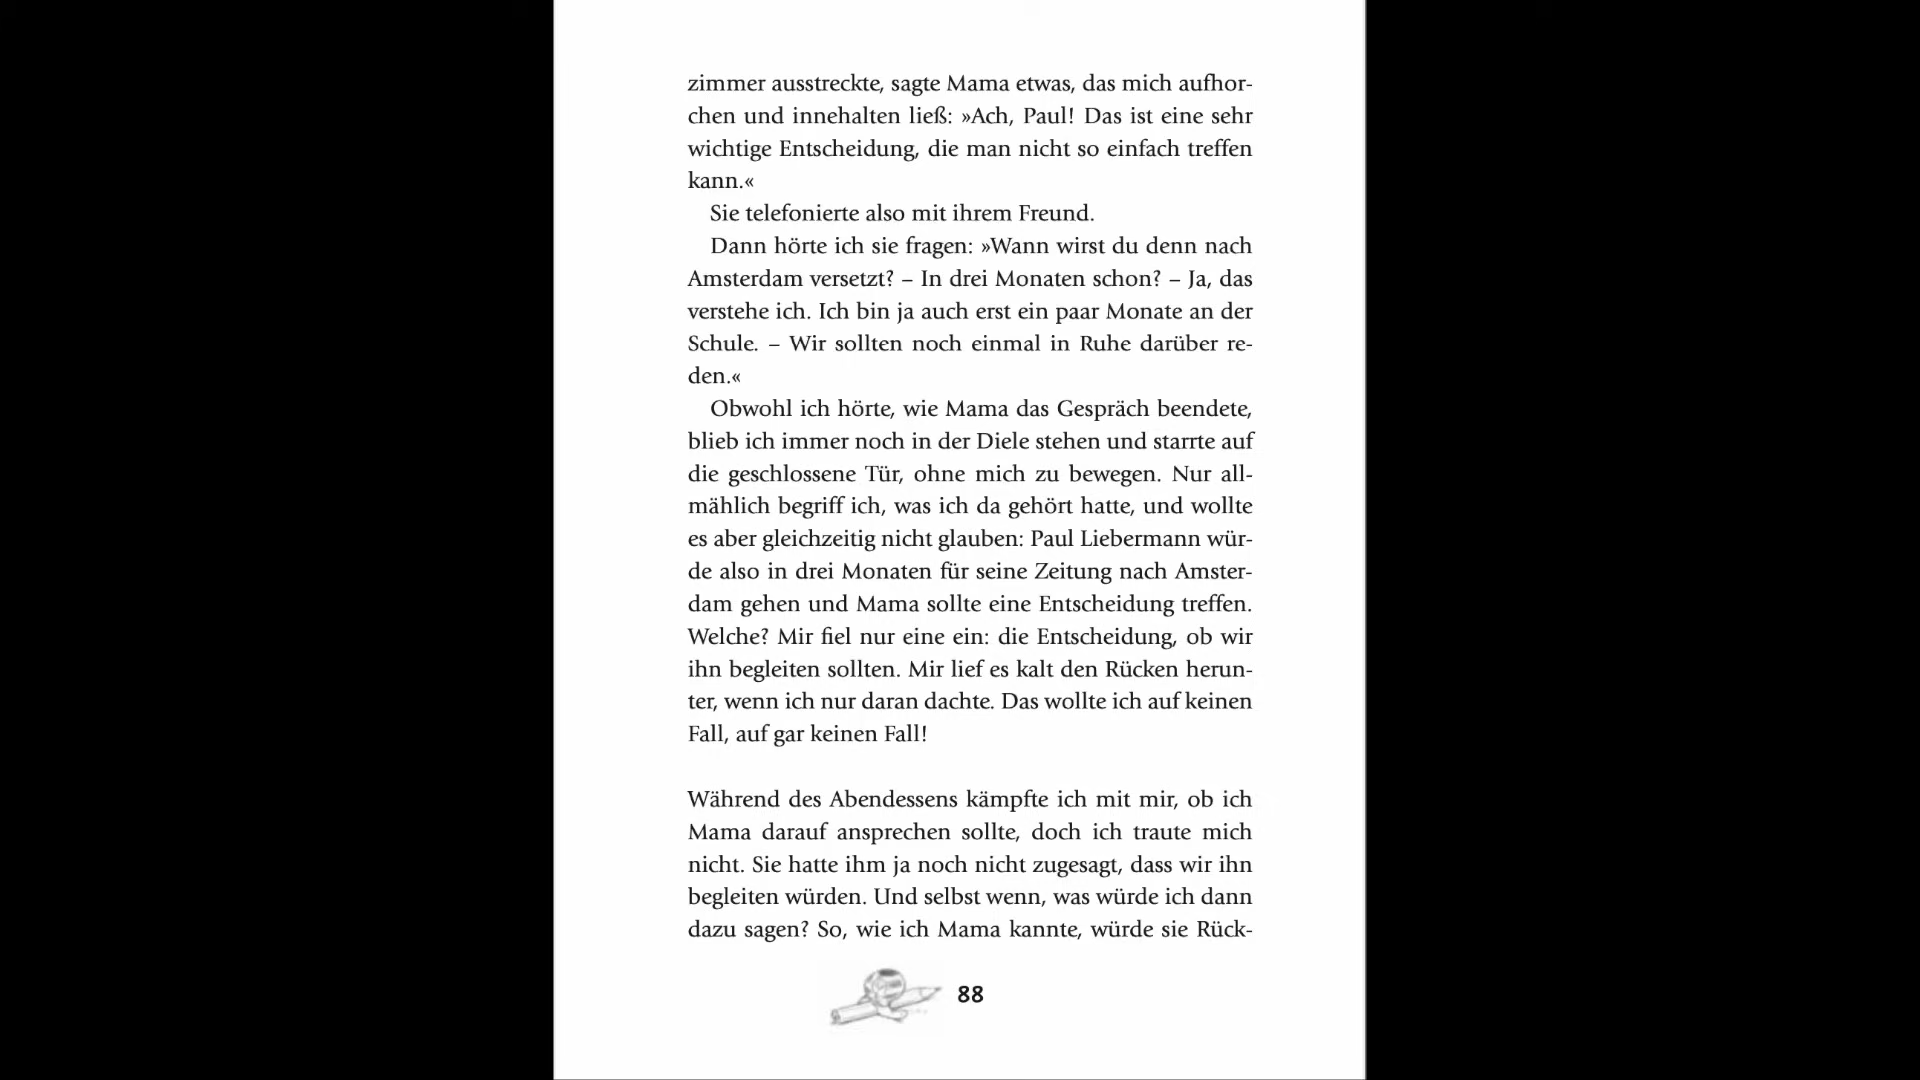 zimmer ausstreckte, sagte Mama etwas, das mich aufhor-
chen und innehalten ließ: »Ach, Paul! Das ist eine sehr
wichtige Entscheidung, die man nicht so einfach treffen
kann.«
Sie telefonierte also mit ihrem Freund.
Dann hörte ich sie fragen: »Wann wirst du denn nach
Amsterdam versetzt? – In drei Monaten schon? – Ja, das
verstehe ich. Ich bin ja auch erst ein paar Monate an der
Schule. – Wir sollten noch einmal in Ruhe darüber re-
den.«
Obwohl ich hörte, wie Mama das Gespräch beendete,
blieb ich immer noch in der Diele stehen und starrte auf
die geschlossene Tür, ohne mich zu bewegen. Nur all-
mählich begriff ich, was ich da gehört hatte, und wollte
es aber gleichzeitig nicht glauben: Paul Liebermann wür-
de also in drei Monaten für seine Zeitung nach Amster-
dam gehen und Mama sollte eine Entscheidung treffen.
Welche? Mir fiel nur eine ein: die Entscheidung, ob wir
ihn begleiten sollten. Mir lief es kalt den Rücken herun-
ter, wenn ich nur daran dachte. Das wollte ich auf keinen
Fall, auf gar keinen Fall!
Während des Abendessens kämpfte ich mit mir, ob ich
Mama darauf ansprechen sollte, doch ich traute mich
nicht. Sie hatte ihm ja noch nicht zugesagt, dass wir ihn
begleiten würden. Und selbst wenn, was würde ich dann
dazu sagen? So, wie ich Mama kannte, würde sie Rück-
88